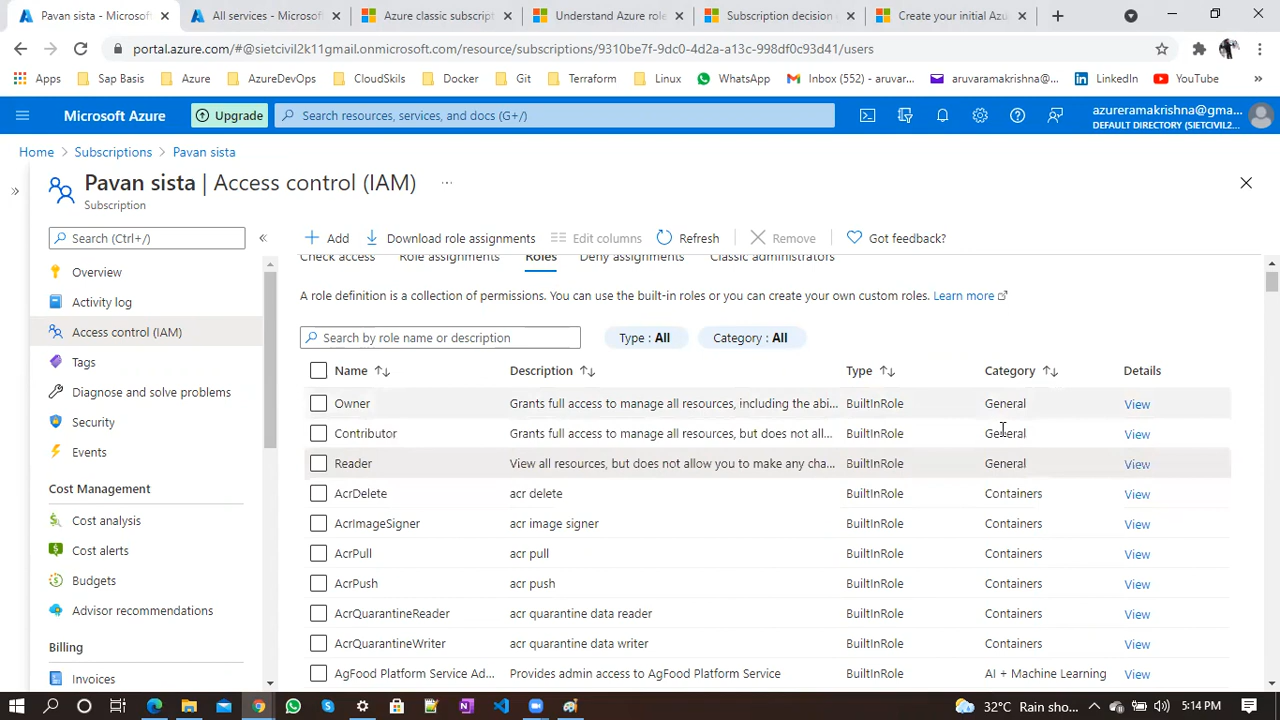 Pavan sista - Microsoft Azure
All services - Microsoft
Azure classic subscript
Understand Azure role
Subscription decision
Create your initial Azu
portal.azure.com/#@sietcivil2k11gmail.onmicrosoft.com/resource/subscriptions/9310be7f-9dc0-4d2a-a13c-998df0c93d41/users
Apps Sap Basis Azure AzureDevOps CloudSkils Docker Git Terraform Linux WhatsApp Inbox (552) - aruvar... aruvaramakrishna@... LinkedIn YouTube »
Microsoft Azure Upgrade Search resources, services, and docs (G+/) azureramakrishna@gma...
DEFAULT DIRECTORY (SIETCIVIL2...
Home > Subscriptions > Pavan sista
Pavan sista | Access control (IAM) ...
Subscription
Search (Ctrl+/) «
Add Download role assignments Edit columns Refresh Remove Got feedback?
Overview
Activity log
Access control (IAM)
Tags
Diagnose and solve problems
Security
Events
Cost Management
Cost analysis
Cost alerts
Budgets
Advisor recommendations
Billing
Invoices
Check access Role assignments Roles Deny assignments Classic administrators
A role definition is a collection of permissions. You can use the built-in roles or you can create your own custom roles. Learn more
Search by role name or description Type : All Category : All
Name Description Type Category Details
Owner Grants full access to manage all resources, including the abi... BuiltInRole General View
Contributor Grants full access to manage all resources, but does not all... BuiltInRole General View
Reader View all resources, but does not allow you to make any cha... BuiltInRole General View
AcrDelete acr delete BuiltInRole Containers View
AcrImageSigner acr image signer BuiltInRole Containers View
AcrPull acr pull BuiltInRole Containers View
AcrPush acr push BuiltInRole Containers View
AcrQuarantineReader acr quarantine data reader BuiltInRole Containers View
AcrQuarantineWriter acr quarantine data writer BuiltInRole Containers View
AgFood Platform Service Ad... Provides admin access to AgFood Platform Service BuiltInRole AI + Machine Learning View
32°C Rain sho... 5:14 PM